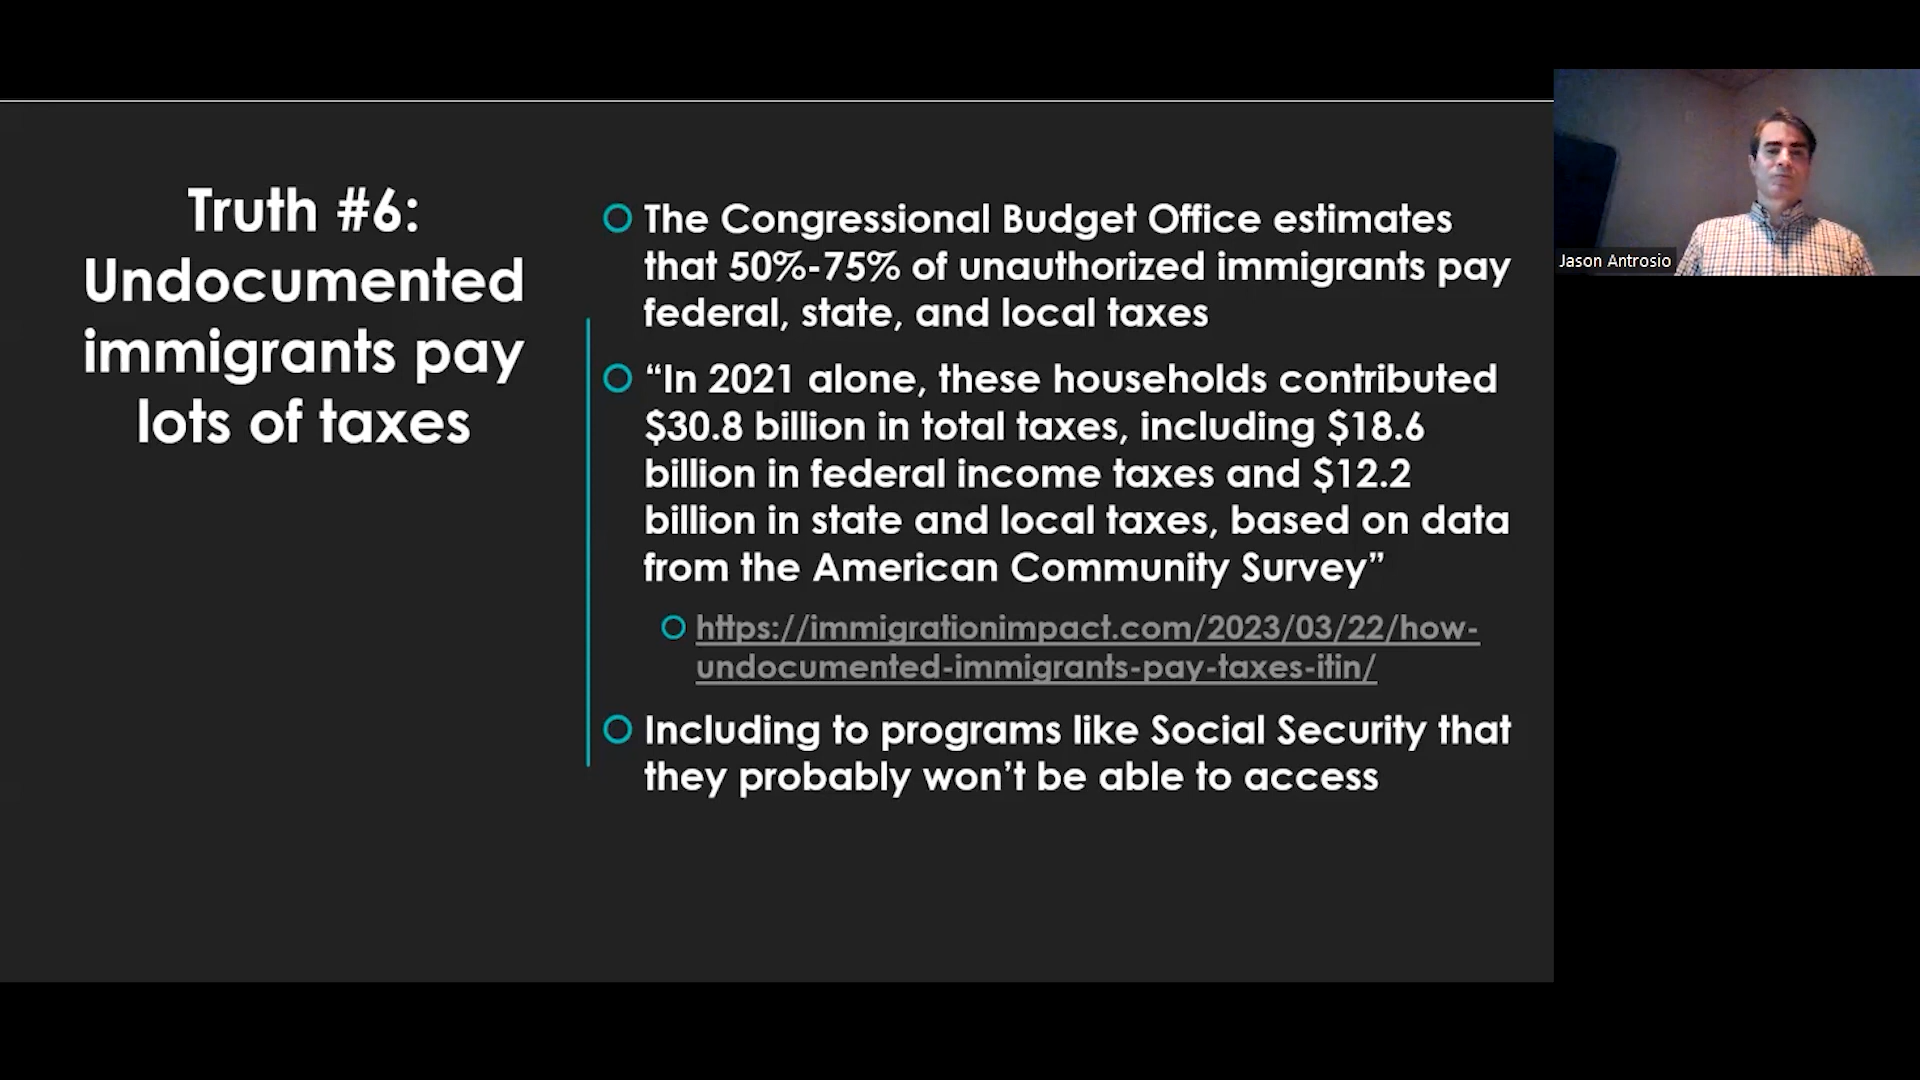 Truth #6:
Undocumented
immigrants pay
lots of taxes
The Congressional Budget Office estimates
that 50%-75% of unauthorized immigrants pay
federal, state, and local taxes
“In 2021 alone, these households contributed
$30.8 billion in total taxes, including $18.6
billion in federal income taxes and $12.2
billion in state and local taxes, based on data
from the American Community Survey”
https://immigrationimpact.com/2023/03/22/how-
undocumented-immigrants-pay-taxes-itin/
Including to programs like Social Security that
they probably won’t be able to access
Jason Antrosio